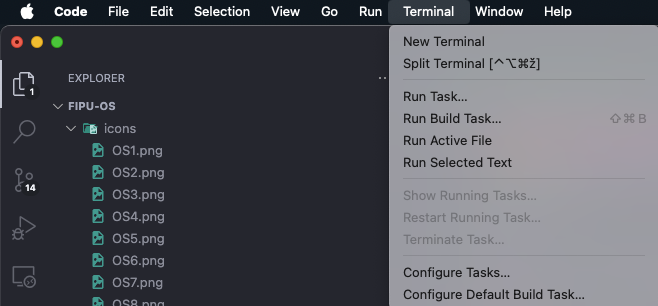 Code File Edit Selection View Go Run Terminal Window Help
EXPLORER
1
FIPU-OS
icons
OS1.png
OS2.png
OS3.png
14
OS4.png
OS5.png
OS6.png
OS7.png
OS8.png
New Terminal
Split Terminal [^⌥⌘ž]
Run Task...
Run Build Task... ⇧⌘B
Run Active File
Run Selected Text
Show Running Tasks...
Restart Running Task...
Terminate Task...
Configure Tasks...
Configure Default Build Task...